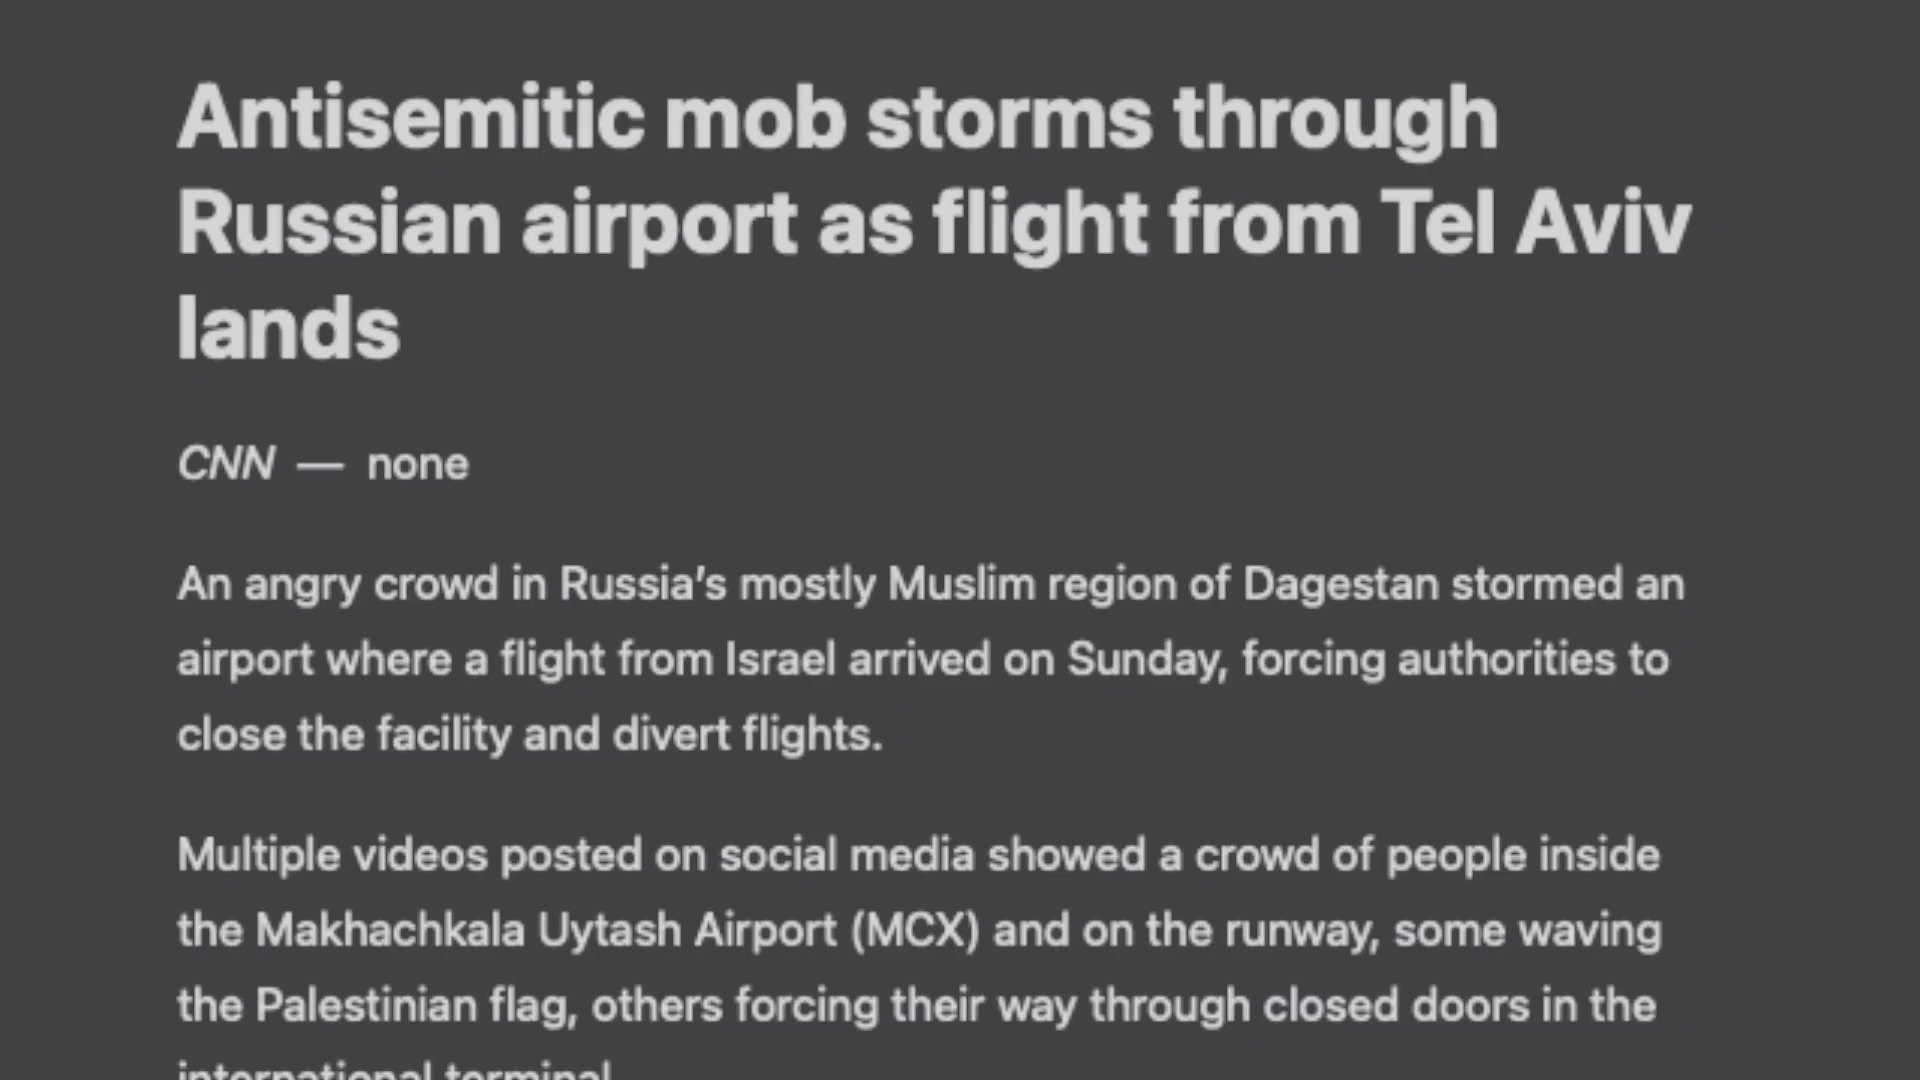 Antisemitic mob storms through
Russian airport as flight from Tel Aviv
lands
CNN — none
An angry crowd in Russia’s mostly Muslim region of Dagestan stormed an
airport where a flight from Israel arrived on Sunday, forcing authorities to
close the facility and divert flights.
Multiple videos posted on social media showed a crowd of people inside
the Makhachkala Uytash Airport (MCX) and on the runway, some waving
the Palestinian flag, others forcing their way through closed doors in the
international terminal.